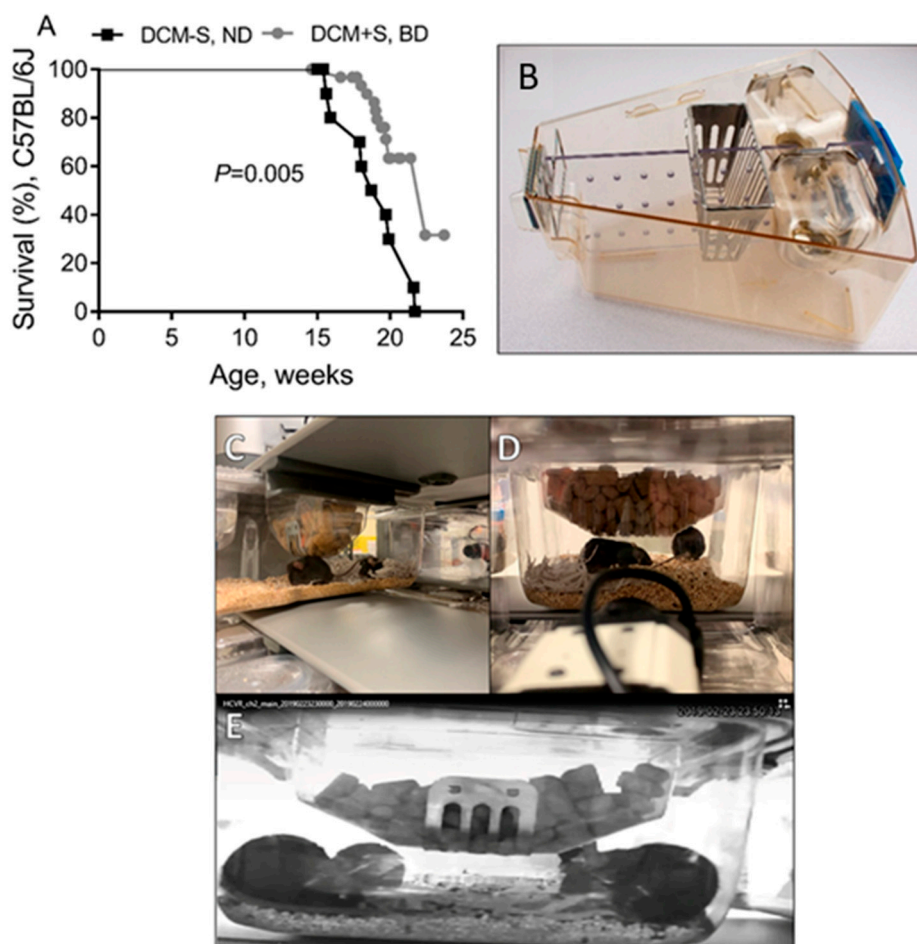 A
DCM-S, ND
DCM+S, BD
Survival (%), C57BL/6J
100
80
60
40
20
0
P=0.005
0
5
10
15
20
25
Age, weeks
B
C
D
HCVR_ch2_main_20190223230000_20190224000000
E